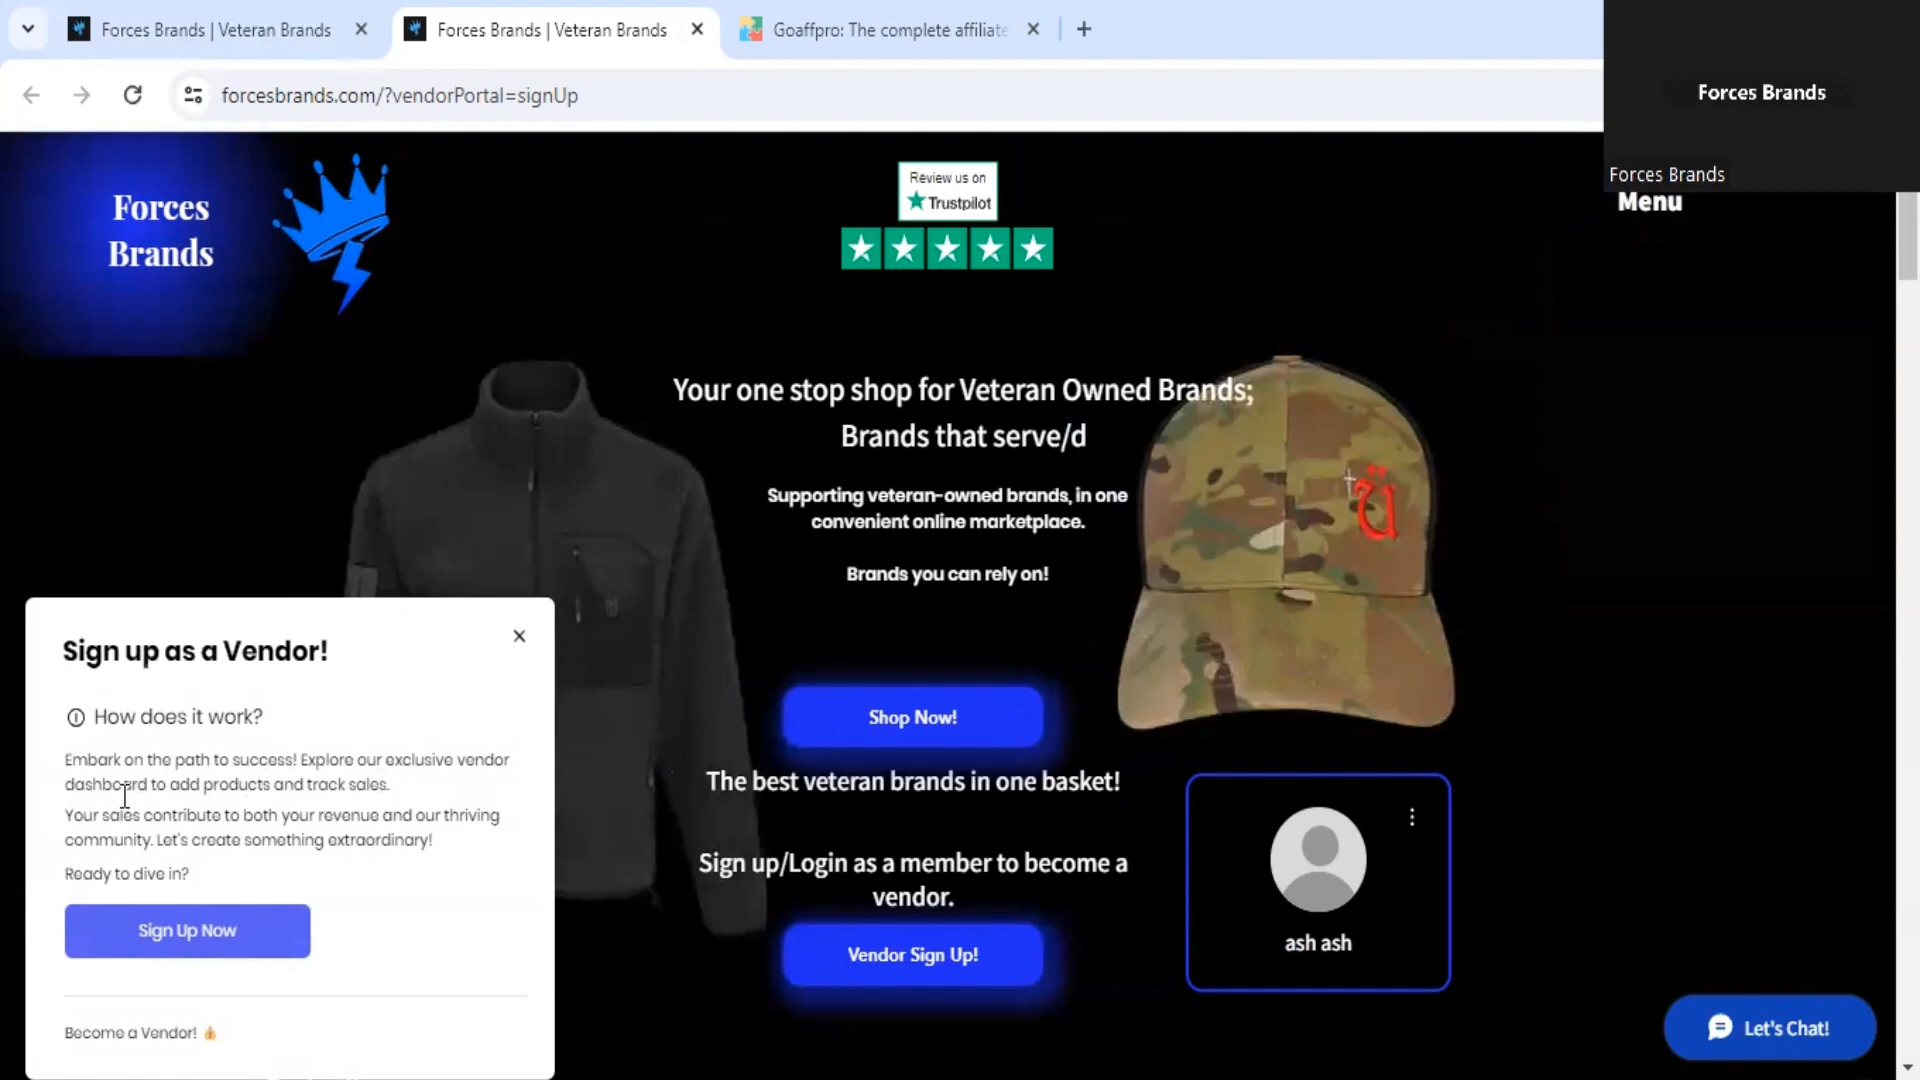 Forces Brands | Veteran Brands
Forces Brands | Veteran Brands
Goaffpro: The complete affiliate
forcesbrands.com/?vendorPortal=signUp
Forces Brands
Forces Brands
Menu
Forces
Brands
Review us on
Trustpilot
Your one stop shop for Veteran Owned Brands;
Brands that serve/d
Supporting veteran-owned brands, in one
convenient online marketplace.
Brands you can rely on!
ü
Shop Now!
The best veteran brands in one basket!
Sign up/Login as a member to become a
vendor.
Vendor Sign Up!
ash ash
Sign up as a Vendor!
How does it work?
Embark on the path to success! Explore our exclusive vendor
dashboard to add products and track sales.
Your sales contribute to both your revenue and our thriving
community. Let's create something extraordinary!
Ready to dive in?
Sign Up Now
Become a Vendor!
Let's Chat!